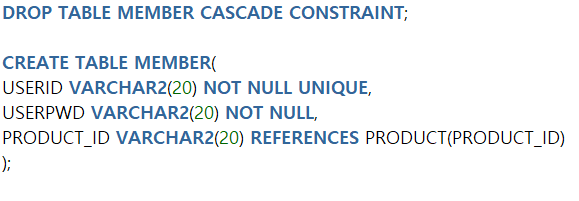 DROP TABLE MEMBER CASCADE CONSTRAINT;
CREATE TABLE MEMBER(
USERID VARCHAR2(20) NOT NULL UNIQUE,
USERPWD VARCHAR2(20) NOT NULL,
PRODUCT_ID VARCHAR2(20) REFERENCES PRODUCT(PRODUCT_ID)
);